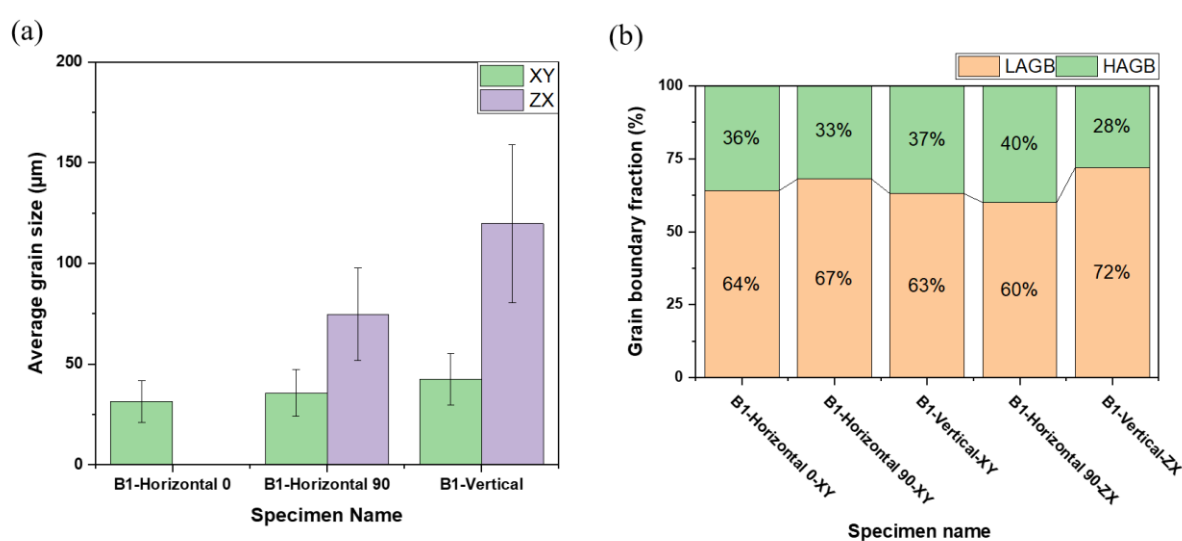 (a)
200
150
100
50
0
Average grain size (μm)
XY
ZX
B1-Horizontal 0
B1-Horizontal 90
B1-Vertical
Specimen Name
(b)
LAGB
HAGB
100
75
50
25
0
Grain boundary fraction (%)
36%
33%
37%
40%
28%
64%
67%
63%
60%
72%
B1-Horizontal 0-XY
B1-Horizontal 90-XY
B1-Vertical-XY
B1-Horizontal 90-ZX
B1-Vertical-ZX
Specimen name